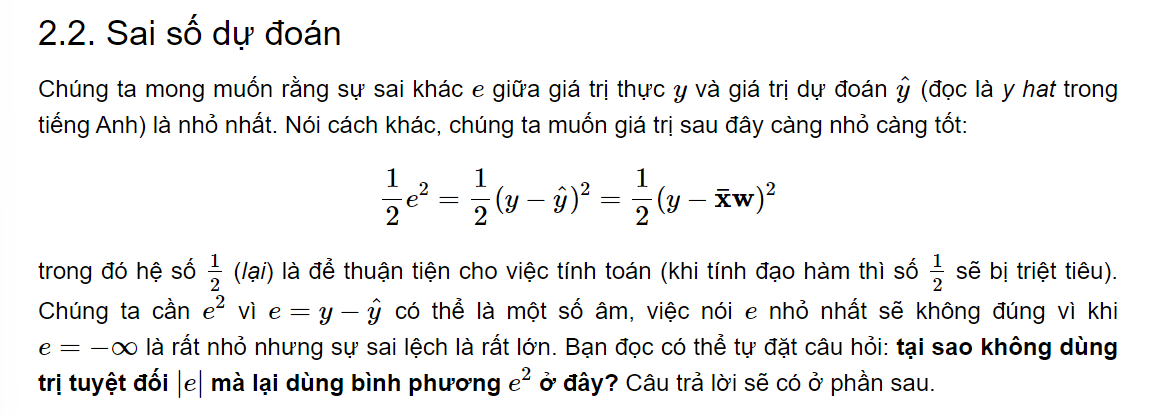 2.2. Sai số dự đoán
Chúng ta mong muốn rằng sự sai khác e giữa giá trị thực y và giá trị dự đoán ŷ (đọc là y hat trong
tiếng Anh) là nhỏ nhất. Nói cách khác, chúng ta muốn giá trị sau đây càng nhỏ càng tốt:
$\frac{1}{2}e^2 = \frac{1}{2}(y - \hat{y})^2 = \frac{1}{2}(y - \bar{\mathbf{x}}\mathbf{w})^2$
trong đó hệ số $\frac{1}{2}$ (lại) là để thuận tiện cho việc tính toán (khi tính đạo hàm thì số $\frac{1}{2}$ sẽ bị triệt tiêu).
Chúng ta cần $e^2$ vì $e = y - \hat{y}$ có thể là một số âm, việc nói e nhỏ nhất sẽ không đúng vì khi
$e = -\infty$ là rất nhỏ nhưng sự sai lệch là rất lớn. Bạn đọc có thể tự đặt câu hỏi: tại sao không dùng
trị tuyệt đối |e| mà lại dùng bình phương $e^2$ ở đây? Câu trả lời sẽ có ở phần sau.